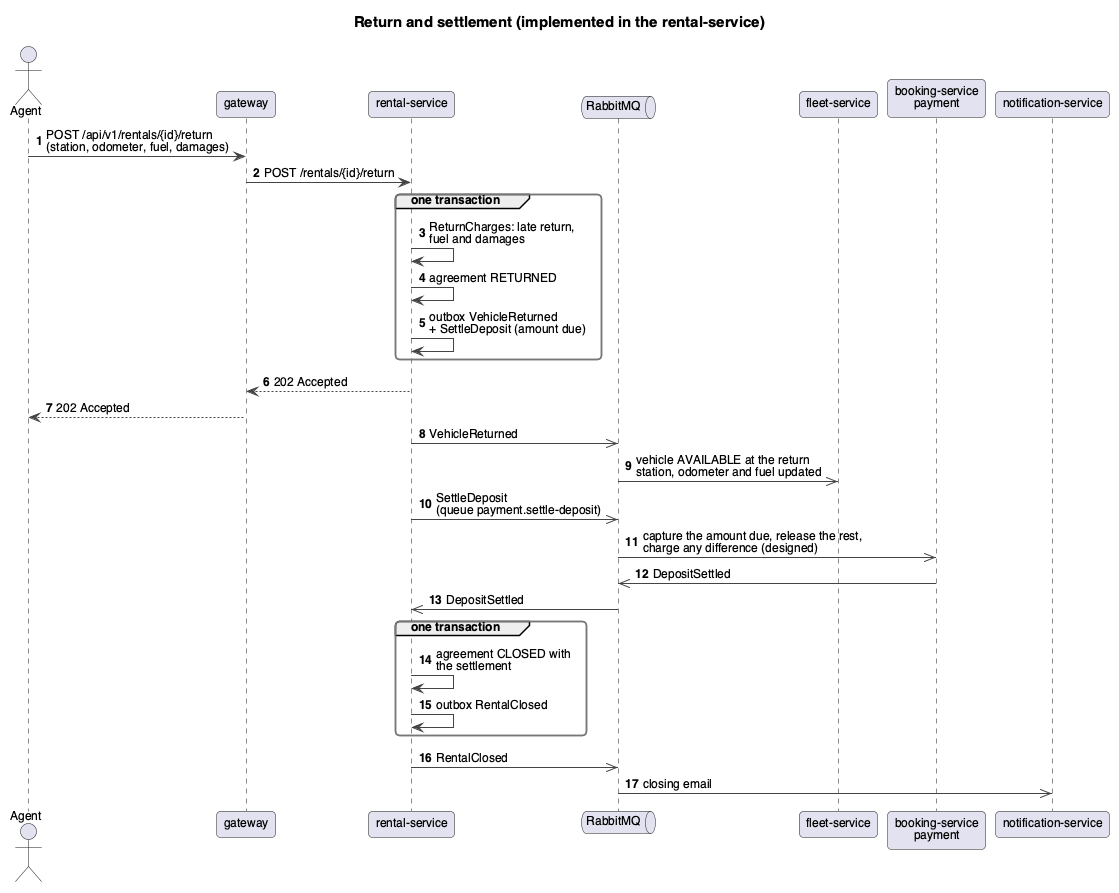 Return and settlement (implemented in the rental-service)
Agent
gateway
rental-service
RabbitMQ
fleet-service
booking-service
payment
notification-service
1 POST /api/v1/rentals/{id}/return
(station, odometer, fuel, damages)
2 POST /rentals/{id}/return
one transaction
3 ReturnCharges: late return,
fuel and damages
4 agreement RETURNED
5 outbox VehicleReturned
+ SettleDeposit (amount due)
6 202 Accepted
7 202 Accepted
8 VehicleReturned
9 vehicle AVAILABLE at the return
station, odometer and fuel updated
10 SettleDeposit
(queue payment.settle-deposit)
11 capture the amount due, release the rest,
charge any difference (designed)
12 DepositSettled
13 DepositSettled
one transaction
14 agreement CLOSED with
the settlement
15 outbox RentalClosed
16 RentalClosed
17 closing email
Agent
gateway
rental-service
RabbitMQ
fleet-service
booking-service
payment
notification-service